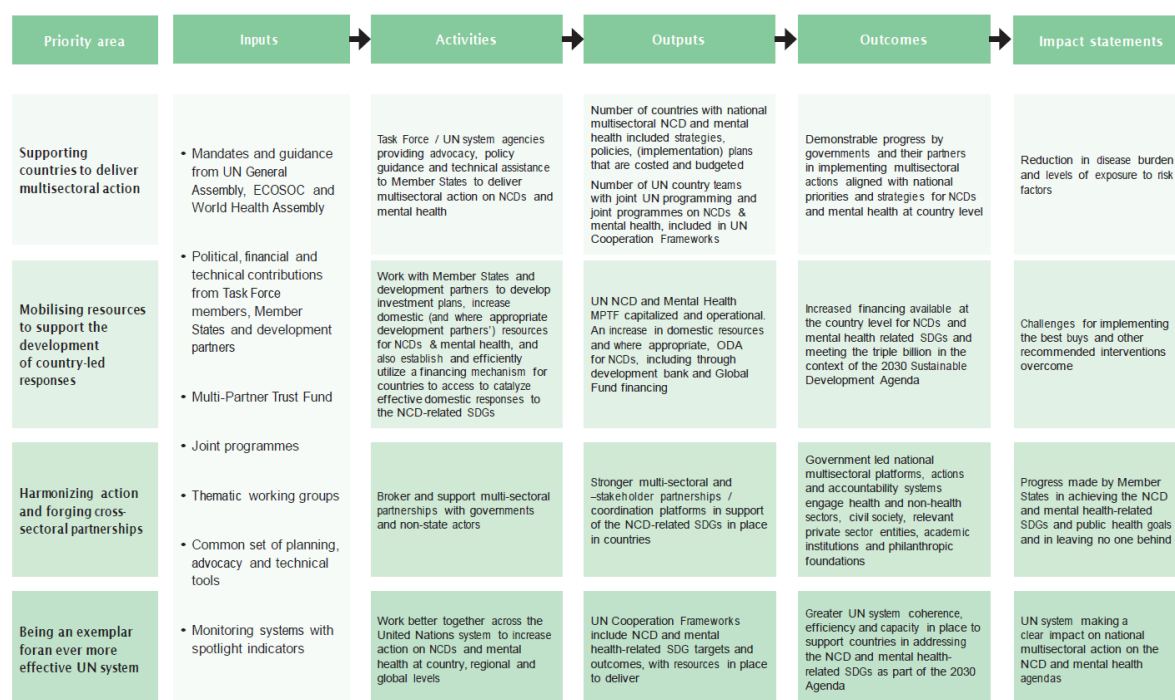 Priority area
Inputs
Activities
Outputs
Outcomes
Impact statements
Supporting
countries to deliver
multisectoral action
• Mandates and guidance
from UN General
Assembly, ECOSOC and
World Health Assembly
• Political, financial and
technical contributions
from Task Force
members, Member
States and development
partners
• Multi-Partner Trust Fund
• Joint programmes
• Thematic working groups
• Common set of planning,
advocacy and technical
tools
• Monitoring systems with
spotlight indicators
Task Force / UN system agencies
providing advocacy, policy
guidance and technical assistance
to Member States to deliver
multisectoral action on NCDs and
mental health
Number of countries with national
multisectoral NCD and mental
health included strategies,
policies, (implementation) plans
that are costed and budgeted
Number of UN country teams
with joint UN programming and
joint programmes on NCDs &
mental health, included in UN
Cooperation Frameworks
Demonstrable progress by
governments and their partners
in implementing multisectoral
actions aligned with national
priorities and strategies for NCDs
and mental health at country level
Reduction in disease burden
and levels of exposure to risk
factors
Mobilising resources
to support the
development
of country-led
responses
Work with Member States and
development partners to develop
investment plans, increase
domestic (and where appropriate
development partners') resources
for NCDs & mental health, and
also establish and efficiently
utilize a financing mechanism for
countries to access to catalyze
effective domestic responses to
the NCD-related SDGs
UN NCD and Mental Health
MPTF capitalized and operational.
An increase in domestic resources
and where appropriate, ODA
for NCDs, including through
development bank and Global
Fund financing
Increased financing available at
the country level for NCDs and
mental health related SDGs and
meeting the triple billion in the
context of the 2030 Sustainable
Development Agenda
Challenges for implementing
the best buys and other
recommended interventions
overcome
Harmonizing action
and forging cross-
sectoral partnerships
Broker and support multi-sectoral
partnerships with governments
and non-state actors
Stronger multi-sectoral and
–stakeholder partnerships /
coordination platforms in support
of the NCD-related SDGs in place
in countries
Government led national
multisectoral platforms, actions
and accountability systems
engage health and non-health
sectors, civil society, relevant
private sector entities, academic
institutions and philanthropic
foundations
Progress made by Member
States in achieving the NCD
and mental health-related
SDGs and public health goals
and in leaving no one behind
Being an exemplar
foran ever more
effective UN system
Work better together across the
United Nations system to increase
action on NCDs and mental
health at country, regional and
global levels
UN Cooperation Frameworks
include NCD and mental
health-related SDG targets and
outcomes, with resources in place
to deliver
Greater UN system coherence,
efficiency and capacity in place to
support countries in addressing
the NCD and mental health-
related SDGs as part of the 2030
Agenda
UN system making a
clear impact on national
multisectoral action on the
NCD and mental health
agendas